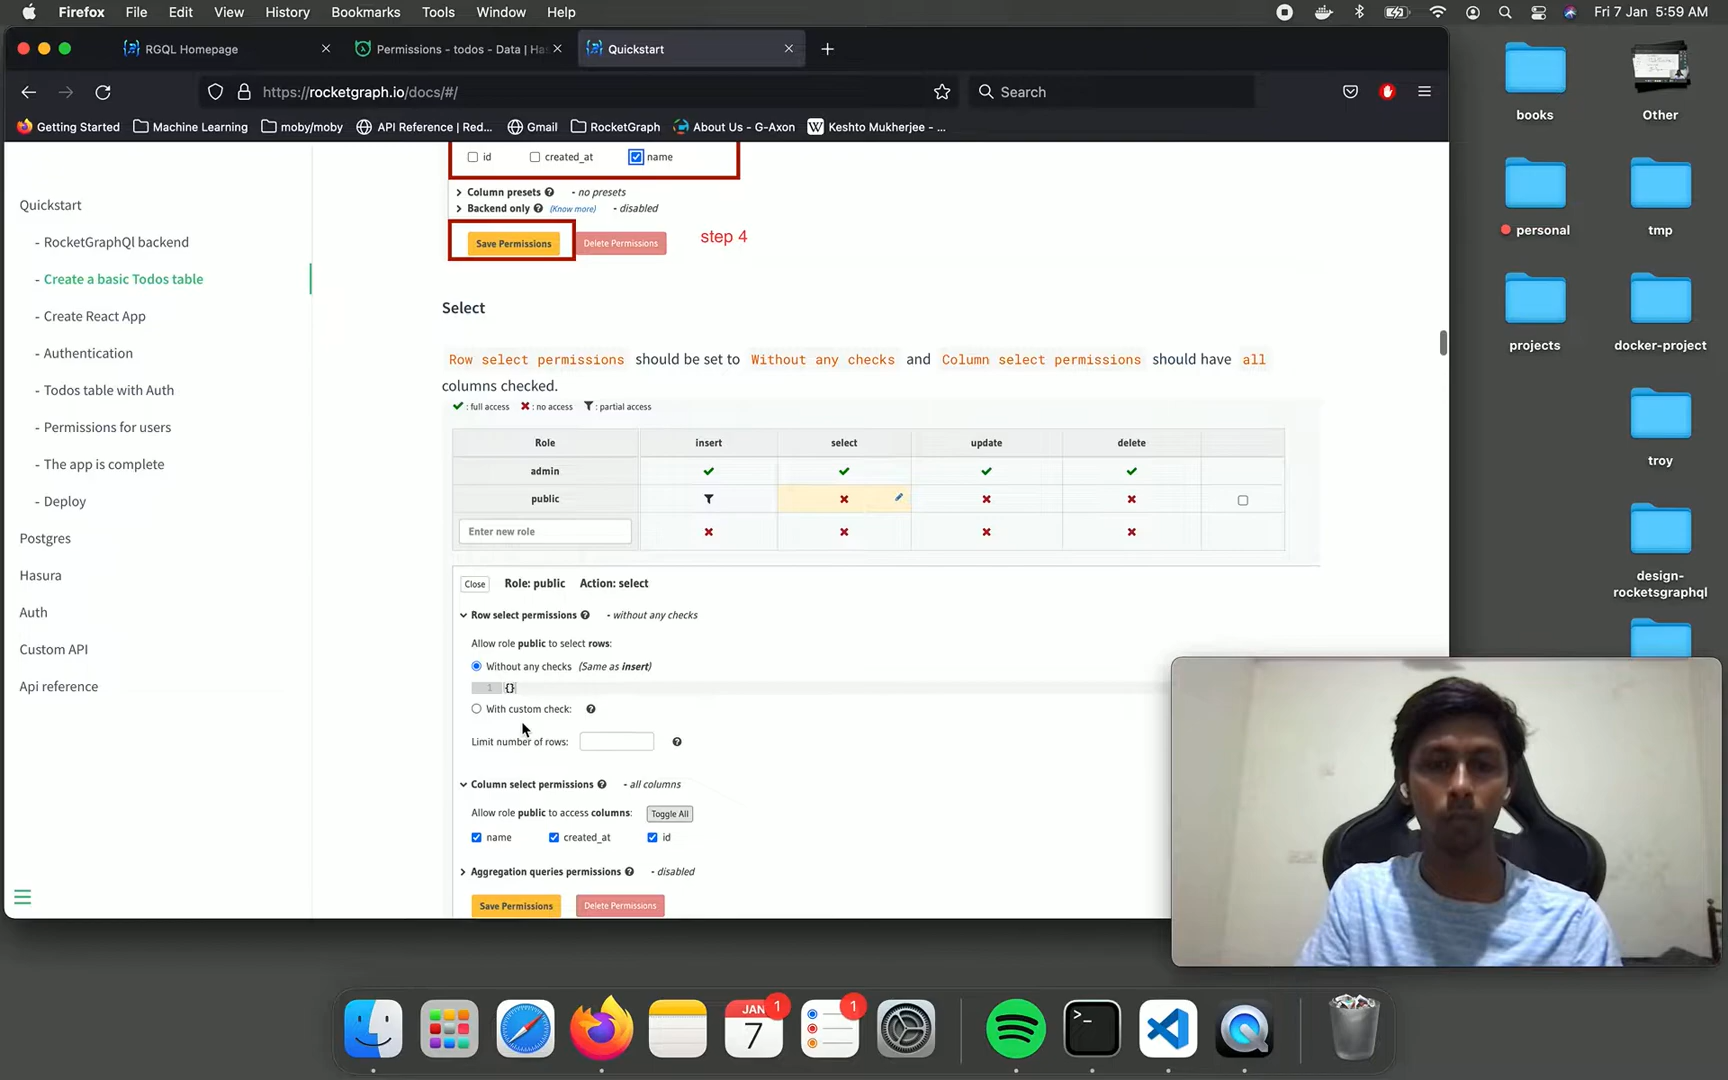 Firefox File Edit View History Bookmarks Tools Window Help Fri 7 Jan 5:59 AM
RGQL Homepage Permissions - todos - Data | Ha Quickstart
https://rocketgraph.io/docs/#/ Search
Getting Started Machine Learning moby/moby API Reference | Red... Gmail RocketGraph About Us - G-Axon Keshto Mukherjee - ...
id created_at name
Column presets - no presets
Backend only (Know more) - disabled
Save Permissions Delete Permissions step 4
Select
Row select permissions should be set to Without any checks and Column select permissions should have all
columns checked.
: full access : no access : partial access
Role insert select update delete
admin
public
Enter new role
Close Role: public Action: select
Row select permissions - without any checks
Allow role public to select rows:
Without any checks (Same as insert)
1 {}
With custom check:
Limit number of rows:
Column select permissions - all columns
Allow role public to access columns: Toggle All
name created_at id
Aggregation queries permissions - disabled
Save Permissions Delete Permissions
Quickstart
- RocketGraphQl backend
- Create a basic Todos table
- Create React App
- Authentication
- Todos table with Auth
- Permissions for users
- The app is complete
- Deploy
Postgres
Hasura
Auth
Custom API
Api reference
books Other
personal tmp
projects docker-project
troy
design-
rocketsgraphql
JAN
7
1
1
>_